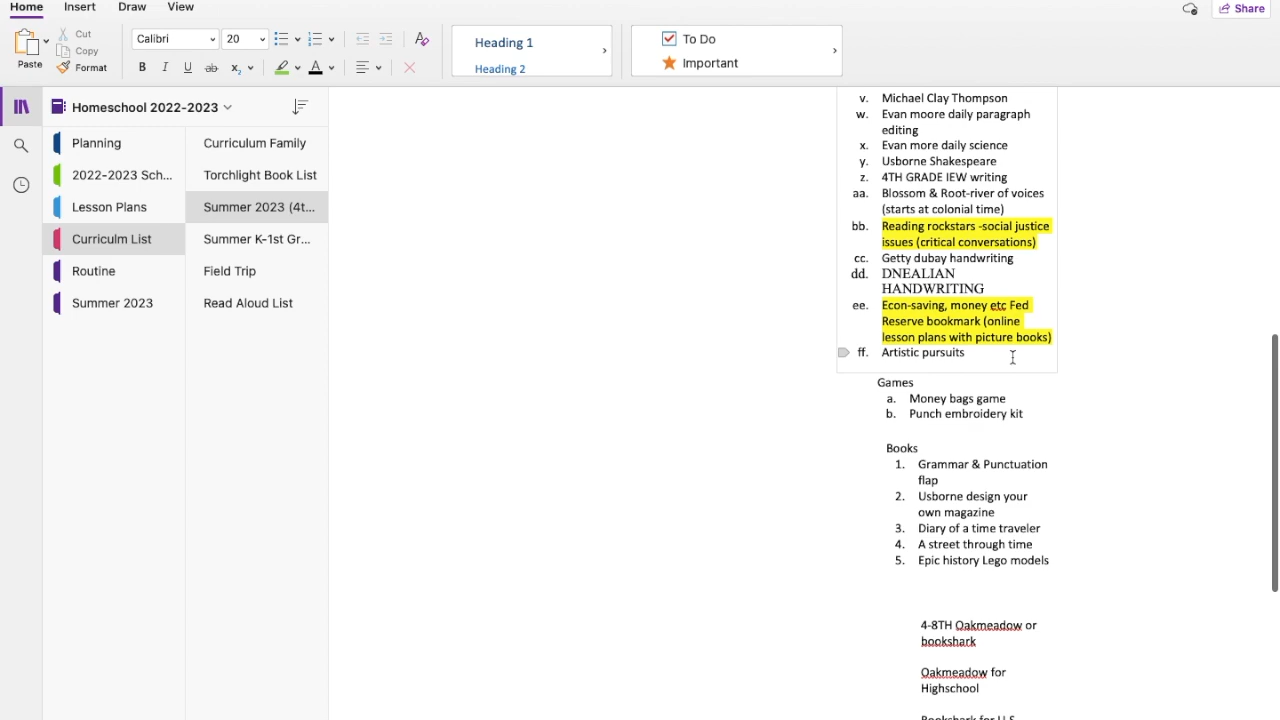 Home Insert Draw View
Share
Paste
Cut
Copy
Format
Calibri 20
B I U ab x2 A
Heading 1
Heading 2
To Do
Important
Homeschool 2022-2023
Planning
2022-2023 Sch...
Lesson Plans
Curriculm List
Routine
Summer 2023
Curriculum Family
Torchlight Book List
Summer 2023 (4t...
Summer K-1st Gr...
Field Trip
Read Aloud List
v. Michael Clay Thompson
w. Evan moore daily paragraph
editing
x. Evan more daily science
y. Usborne Shakespeare
z. 4TH GRADE IEW writing
aa. Blossom & Root-river of voices
(starts at colonial time)
bb. Reading rockstars -social justice
issues (critical conversations)
cc. Getty dubay handwriting
dd. DNEALIAN
HANDWRITING
ee. Econ-saving, money etc Fed
Reserve bookmark (online
lesson plans with picture books)
ff. Artistic pursuits
Games
a. Money bags game
b. Punch embroidery kit
Books
1. Grammar & Punctuation
flap
2. Usborne design your
own magazine
3. Diary of a time traveler
4. A street through time
5. Epic history Lego models
4-8TH Oakmeadow or
bookshark
Oakmeadow for
Highschool
Bookshark for U.S.